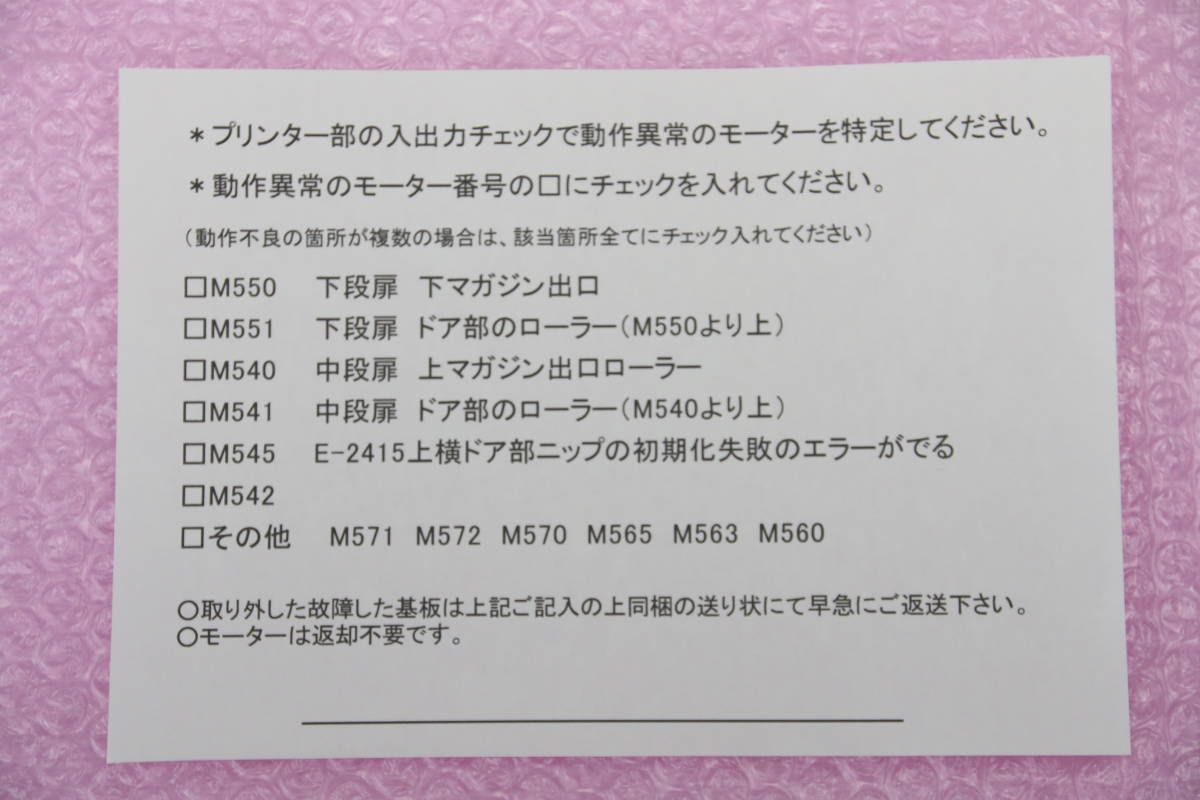 ＊プリンター部の入出力チェックで動作異常のモーターを特定してください。
＊動作異常のモーター番号の□にチェックを入れてください。
（動作不良の箇所が複数の場合は、該当箇所全てにチェック入れてください）
□M550　下段扉　下マガジン出口
□M551　下段扉　ドア部のローラー（M550より上）
□M540　中段扉　上マガジン出口ローラー
□M541　中段扉　ドア部のローラー（M540より上）
□M545　E-2415上横ドア部ニップの初期化失敗のエラーがでる
□M542
□その他　M571　M572　M570　M565　M563　M560
○取り外した故障した基板は上記ご記入の上同梱の送り状にて早急にご返送下さい。
○モーターは返却不要です。